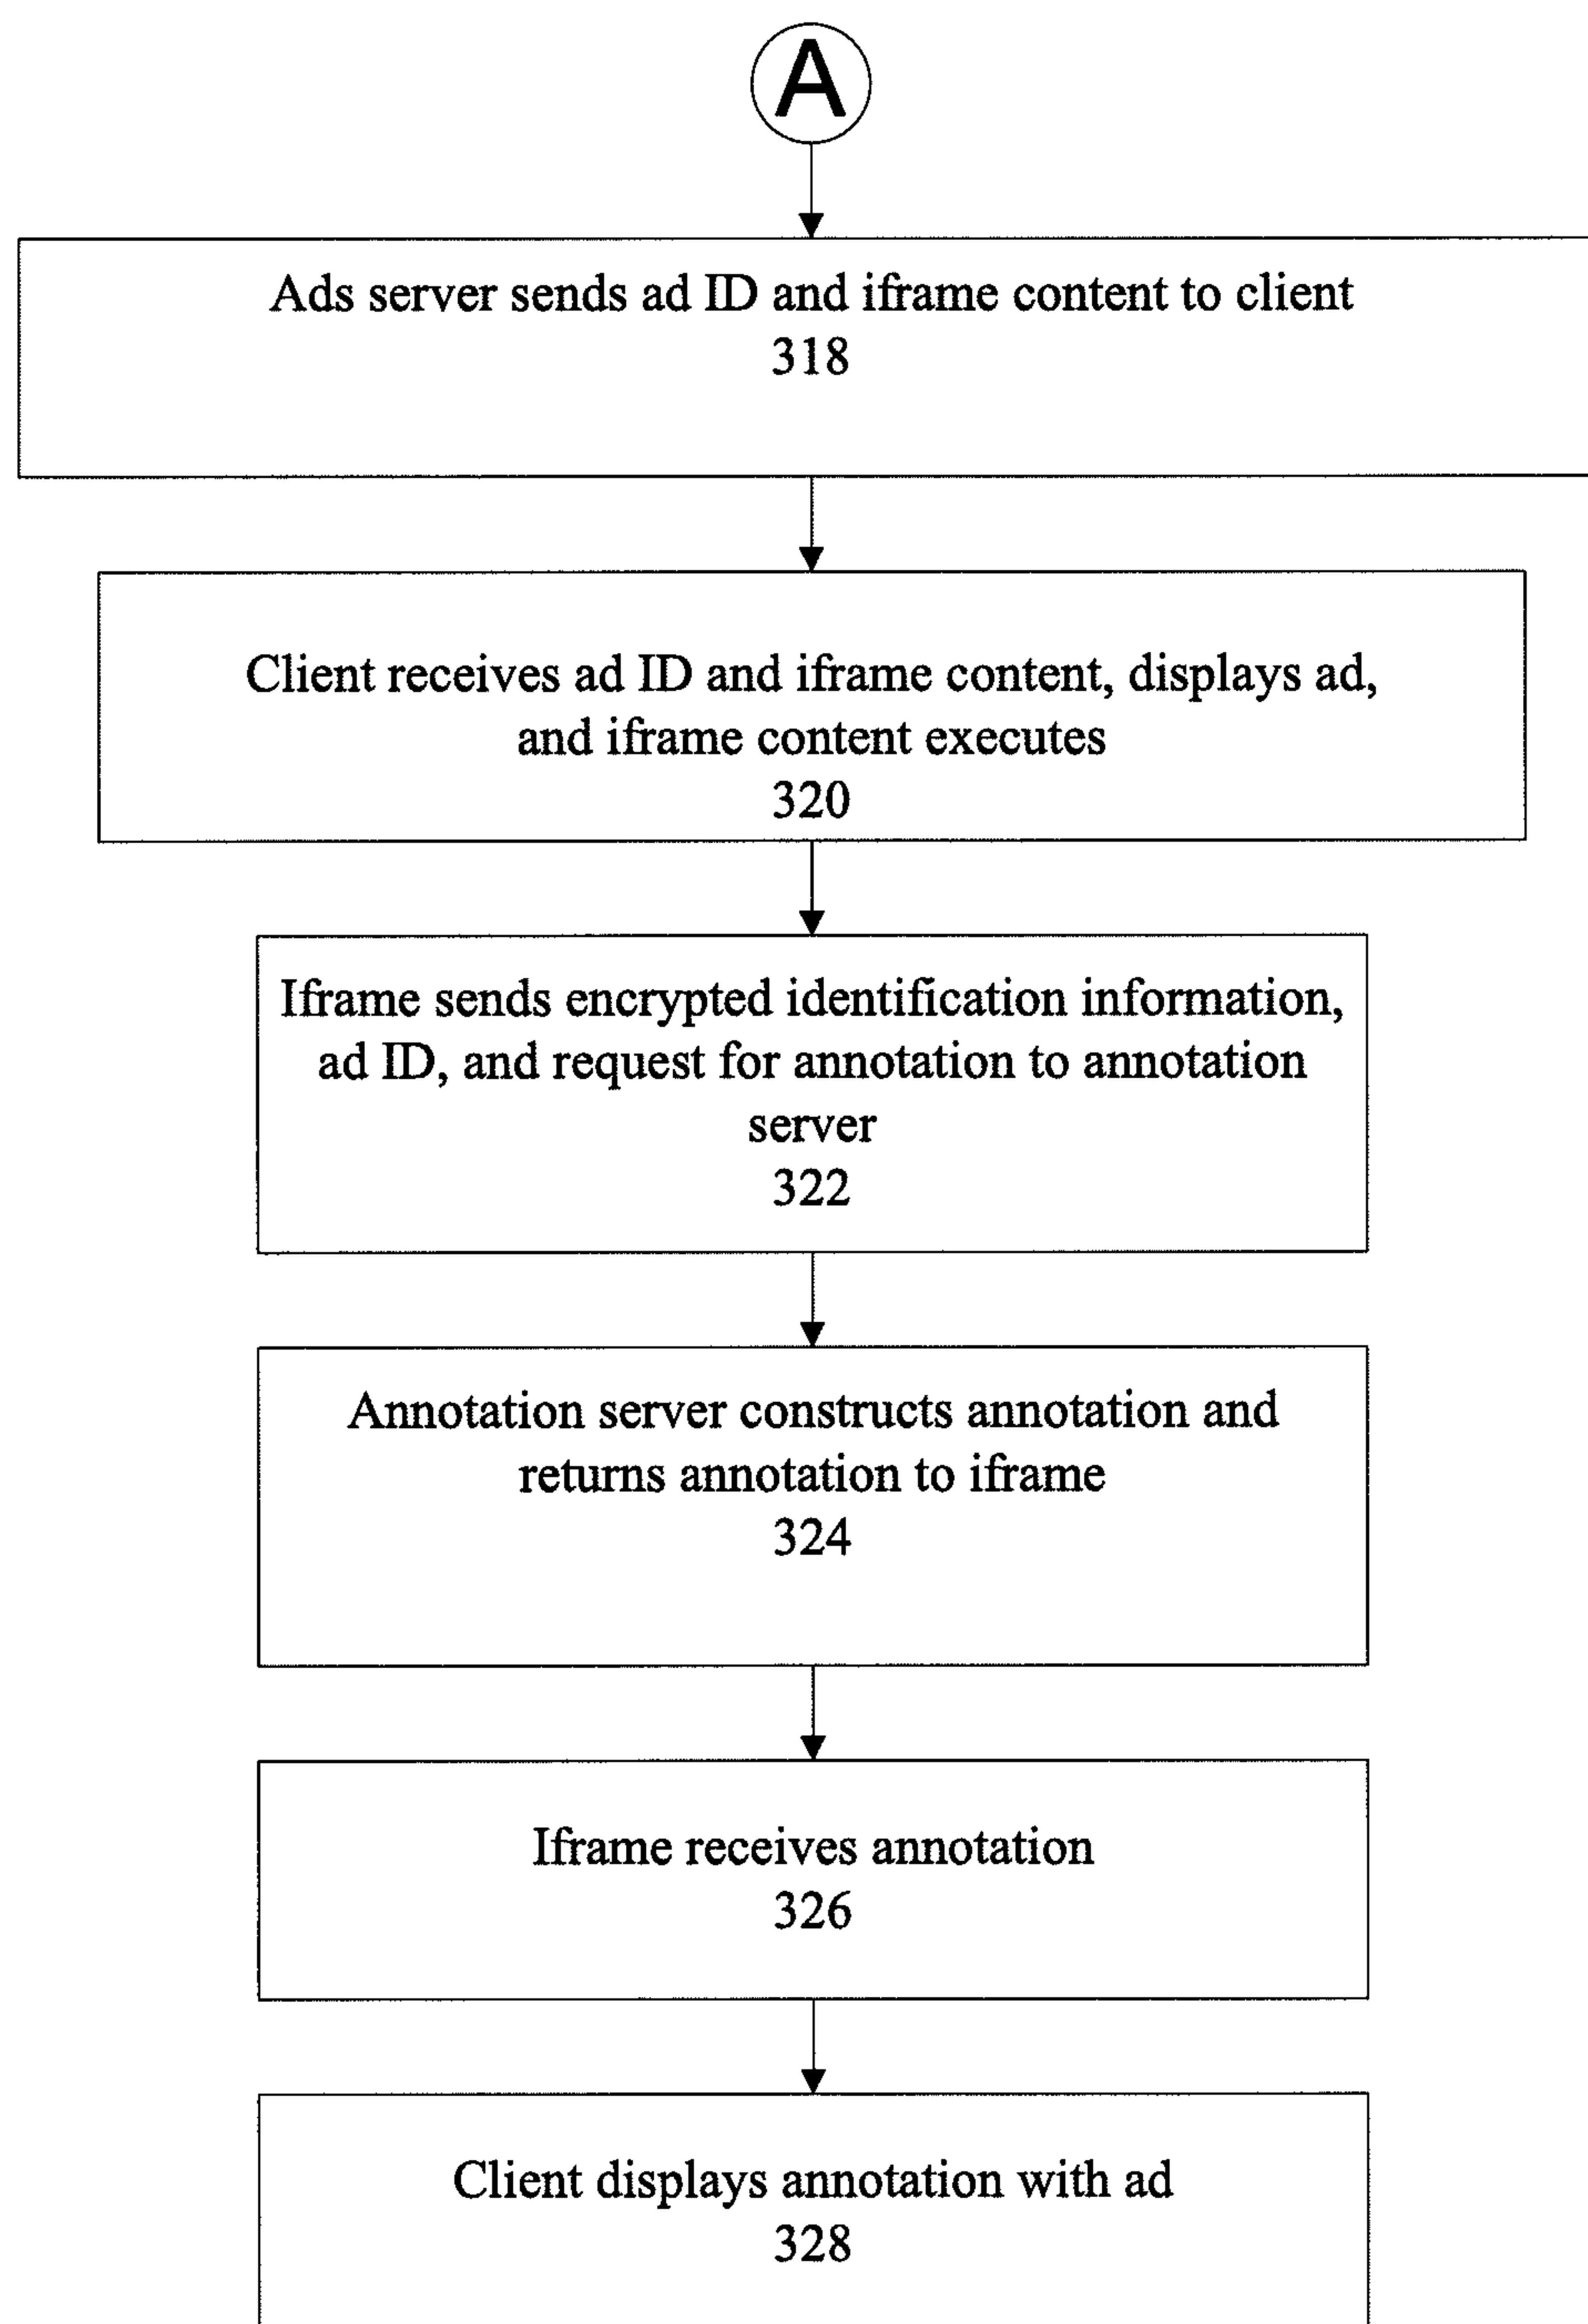 A
Ads server sends ad ID and iframe content to client
318
Client receives ad ID and iframe content, displays ad,
and iframe content executes
320
Iframe sends encrypted identification information,
ad ID, and request for annotation to annotation
server
322
Annotation server constructs annotation and
returns annotation to iframe
324
Iframe receives annotation
326
Client displays annotation with ad
328